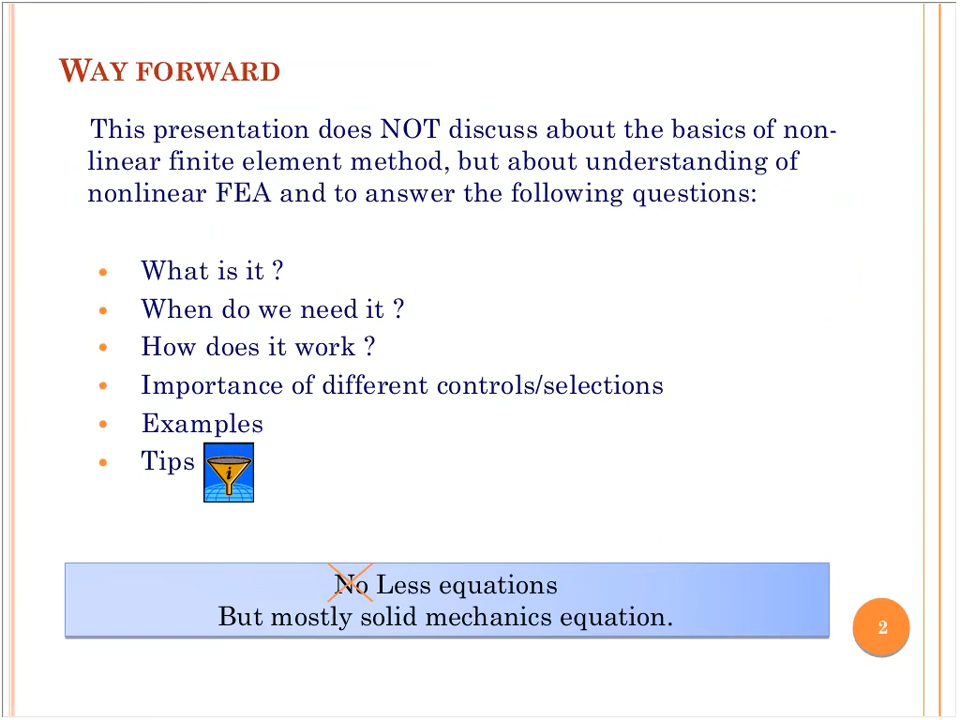 WAY FORWARD
This presentation does NOT discuss about the basics of non-
linear finite element method, but about understanding of
nonlinear FEA and to answer the following questions:
• What is it ?
• When do we need it ?
• How does it work ?
• Importance of different controls/selections
• Examples
• Tips
i
No Less equations
But mostly solid mechanics equation.
2